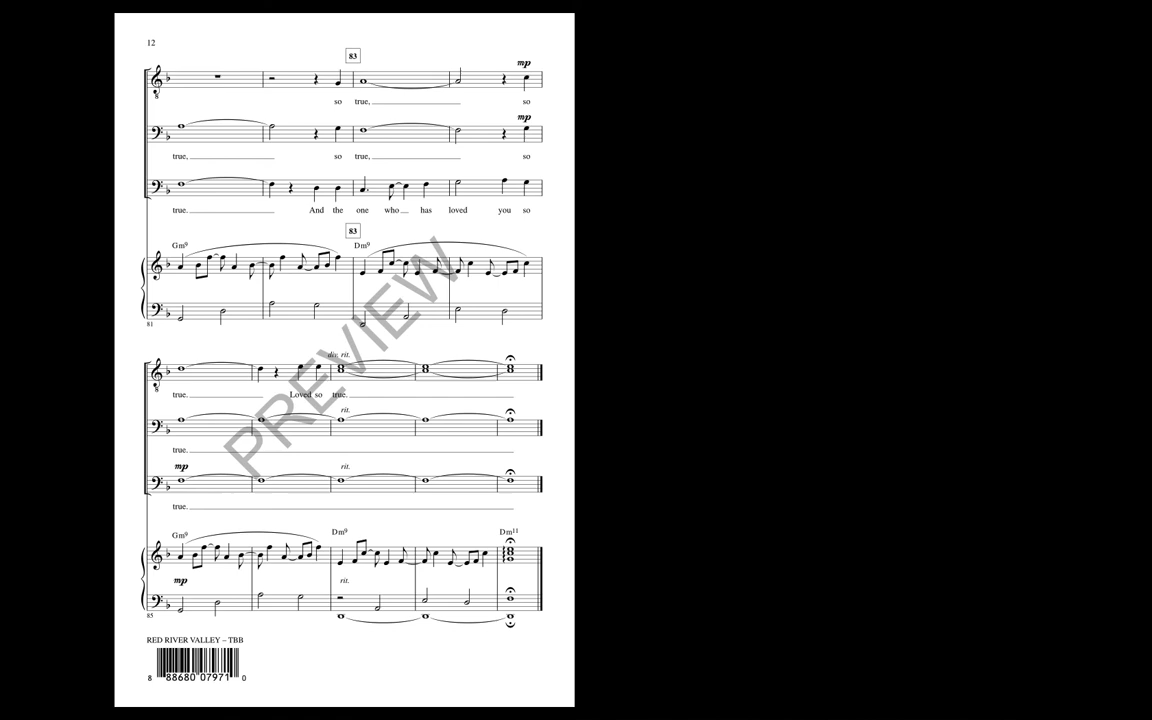 12
83
mp
so true, so
mp
true, so true, so
true. And the one who has loved you so
83
Gm9 Dm9
81
div. rit.
true. Loved so true.
rit.
true.
mp rit.
true.
Gm9 Dm9 Dm11
mp rit.
85
RED RIVER VALLEY – TBB
8 88680 07971 0
PREVIEW